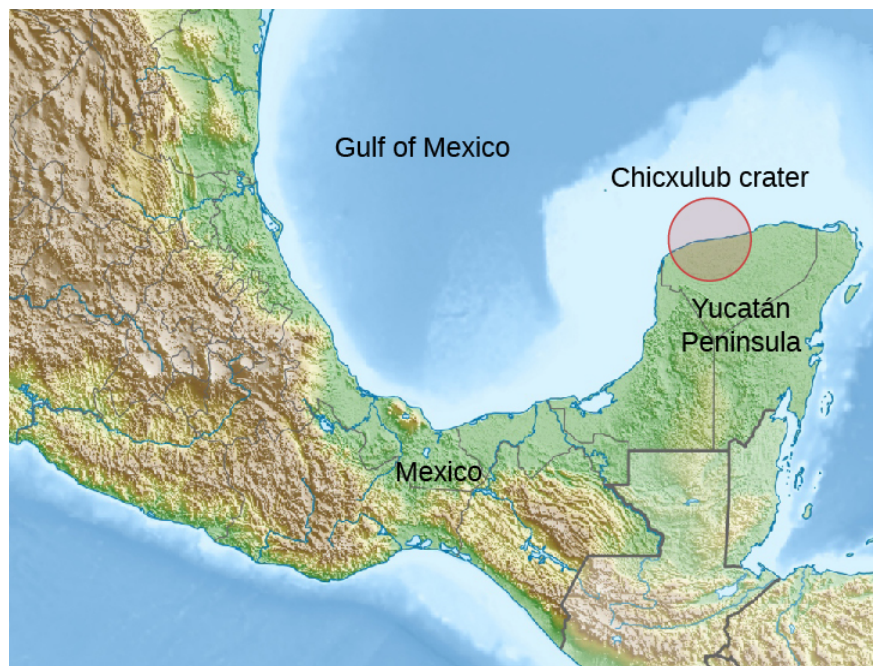 Gulf of Mexico
Chicxulub crater
Yucatán
Peninsula
Mexico